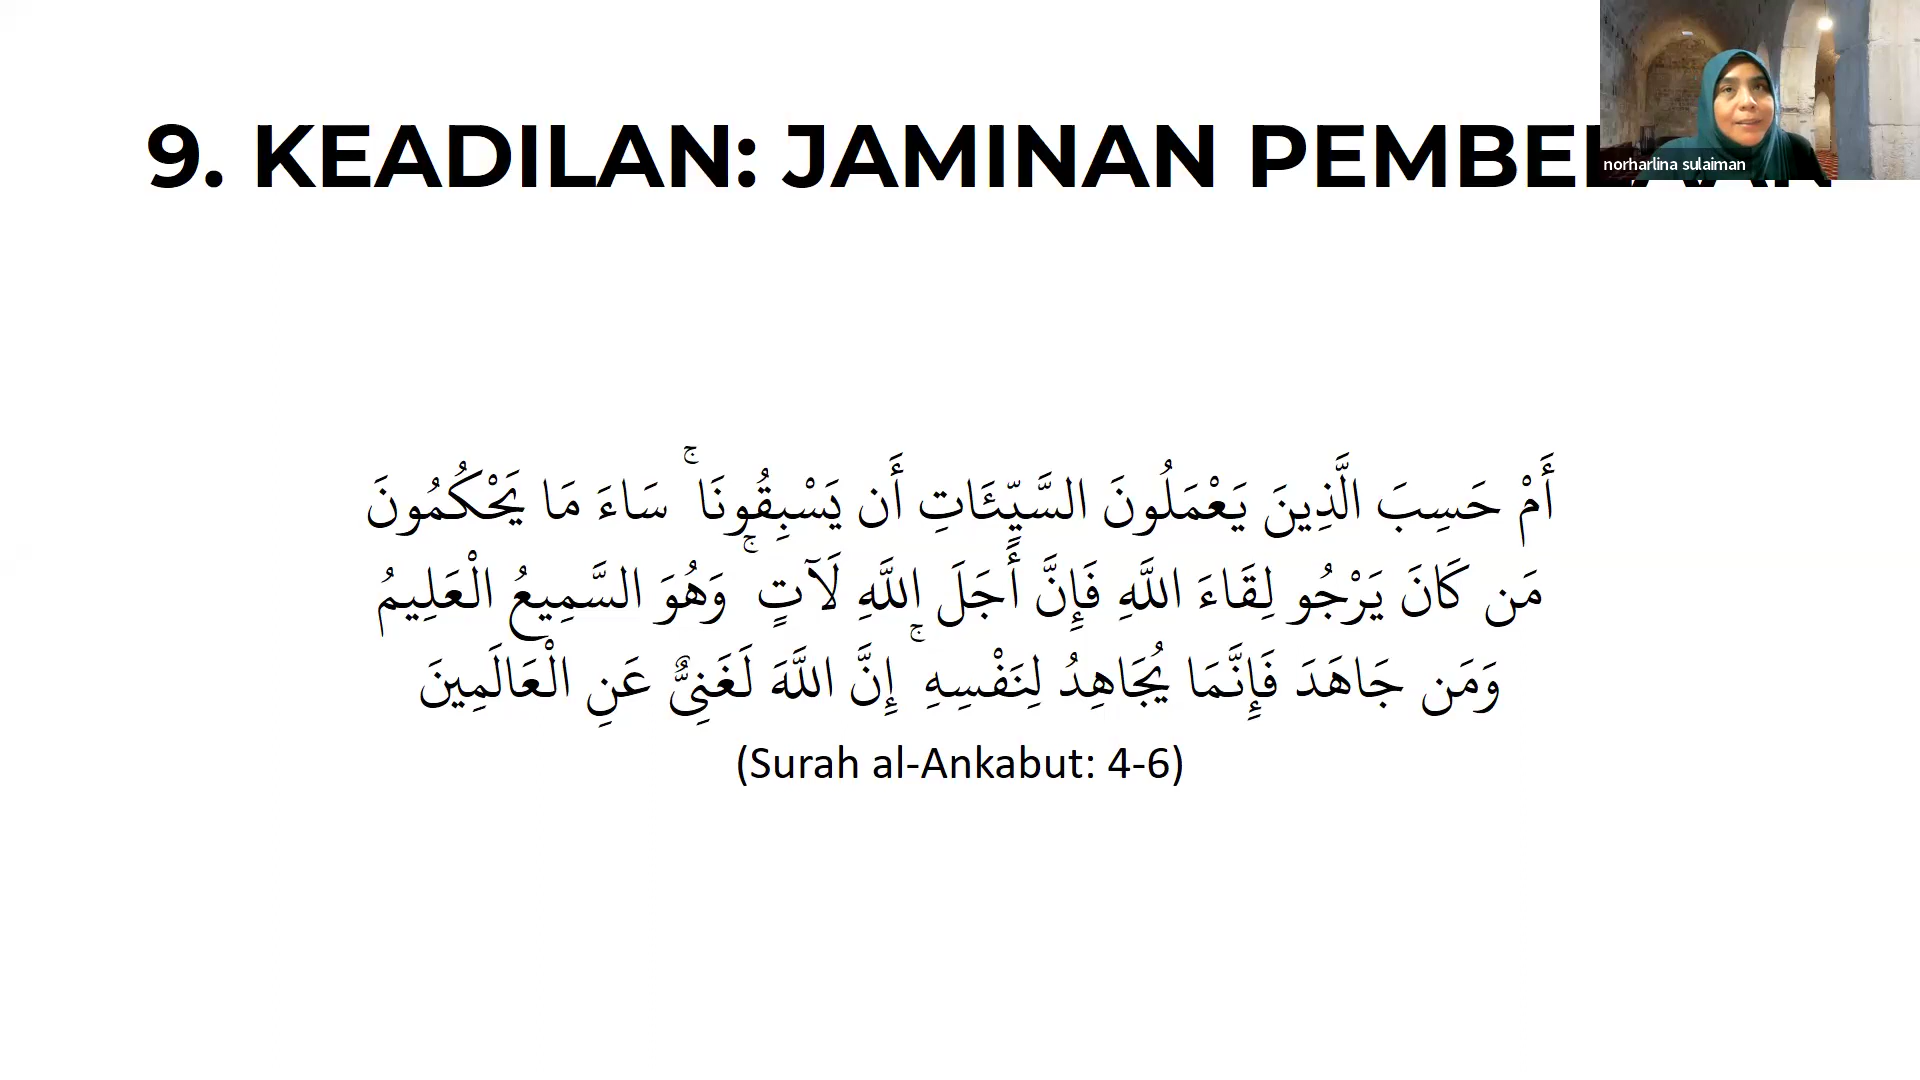 9. KEADILAN: JAMINAN PEMBELAAN
norharlina sulaiman
أَمْ حَسِبَ الَّذِينَ يَعْمَلُونَ السَّيِّئَاتِ أَن يَسْبِقُونَا ۚ سَاءَ مَا يَحْكُمُونَ
مَن كَانَ يَرْجُو لِقَاءَ اللَّهِ فَإِنَّ أَجَلَ اللَّهِ لَآتٍ ۚ وَهُوَ السَّمِيعُ الْعَلِيمُ
وَمَن جَاهَدَ فَإِنَّمَا يُجَاهِدُ لِنَفْسِهِ ۚ إِنَّ اللَّهَ لَغَنِيٌّ عَنِ الْعَالَمِينَ
(Surah al-Ankabut: 4-6)